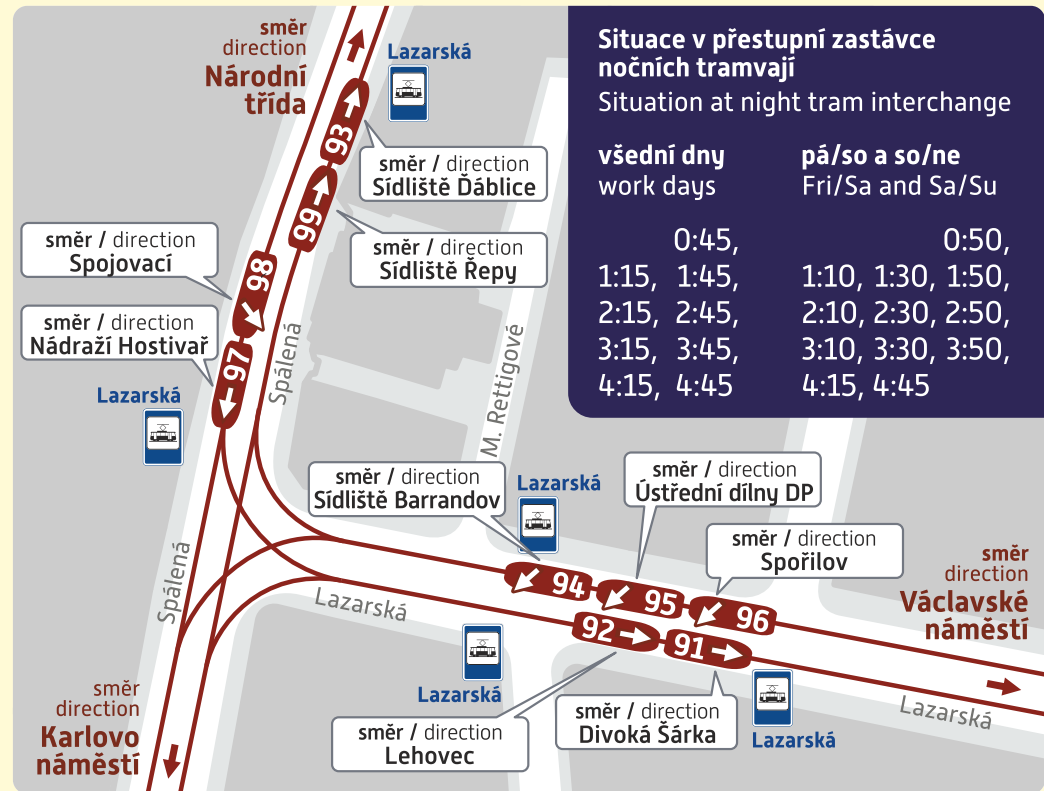 směr
direction
Národní
třída
Lazarská
Situace v přestupní zastávce
nočních tramvají
Situation at night tram interchange
všední dny
work days
0:45,
1:15, 1:45,
2:15, 2:45,
3:15, 3:45,
4:15, 4:45
pá/so a so/ne
Fri/Sa and Sa/Su
0:50,
1:10, 1:30, 1:50,
2:10, 2:30, 2:50,
3:10, 3:30, 3:50,
4:15, 4:45
93
směr / direction
Sídliště Ďáblice
99
směr / direction
Sídliště Řepy
směr / direction
Spojovací
98
směr / direction
Nádraží Hostivař
97
Spálená
M. Rettigové
Lazarská
směr / direction
Sídliště Barrandov
Lazarská
směr / direction
Ústřední dílny DP
směr / direction
Spořilov
94
95
96
92
91
směr
direction
Václavské
náměstí
Spálená
Lazarská
Lazarská
směr / direction
Lehovec
směr / direction
Divoká Šárka
Lazarská
Lazarská
směr
direction
Karlovo
náměstí